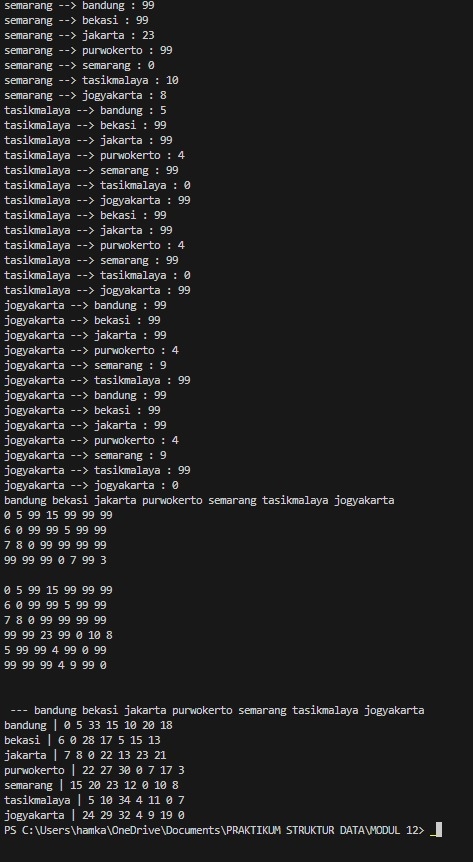 semarang --> bandung : 99
semarang --> bekasi : 99
semarang --> jakarta : 23
semarang --> purwokerto : 99
semarang --> semarang : 0
semarang --> tasikmalaya : 10
semarang --> jogyakarta : 8
tasikmalaya --> bandung : 5
tasikmalaya --> bekasi : 99
tasikmalaya --> jakarta : 99
tasikmalaya --> purwokerto : 4
tasikmalaya --> semarang : 99
tasikmalaya --> tasikmalaya : 0
tasikmalaya --> jogyakarta : 99
tasikmalaya --> bekasi : 99
tasikmalaya --> jakarta : 99
tasikmalaya --> purwokerto : 4
tasikmalaya --> semarang : 99
tasikmalaya --> tasikmalaya : 0
tasikmalaya --> jogyakarta : 99
jogyakarta --> bandung : 99
jogyakarta --> bekasi : 99
jogyakarta --> jakarta : 99
jogyakarta --> purwokerto : 4
jogyakarta --> semarang : 9
jogyakarta --> tasikmalaya : 99
jogyakarta --> bandung : 99
jogyakarta --> bekasi : 99
jogyakarta --> jakarta : 99
jogyakarta --> purwokerto : 4
jogyakarta --> semarang : 9
jogyakarta --> tasikmalaya : 99
jogyakarta --> jogyakarta : 0
bandung bekasi jakarta purwokerto semarang tasikmalaya jogyakarta
0 5 99 15 99 99 99
6 0 99 99 5 99 99
7 8 0 99 99 99 99
99 99 99 0 7 99 3
0 5 99 15 99 99 99
6 0 99 99 5 99 99
7 8 0 99 99 99 99
99 99 23 99 0 10 8
5 99 99 4 99 0 99
99 99 99 4 9 99 0
--- bandung bekasi jakarta purwokerto semarang tasikmalaya jogyakarta
bandung | 0 5 33 15 10 20 18
bekasi | 6 0 28 17 5 15 13
jakarta | 7 8 0 22 13 23 21
purwokerto | 22 27 30 0 7 17 3
semarang | 15 20 23 12 0 10 8
tasikmalaya | 5 10 34 4 11 0 7
jogyakarta | 24 29 32 4 9 19 0
PS C:\Users\hamka\OneDrive\Documents\PRAKTIKUM STRUKTUR DATA\MODUL 12> _